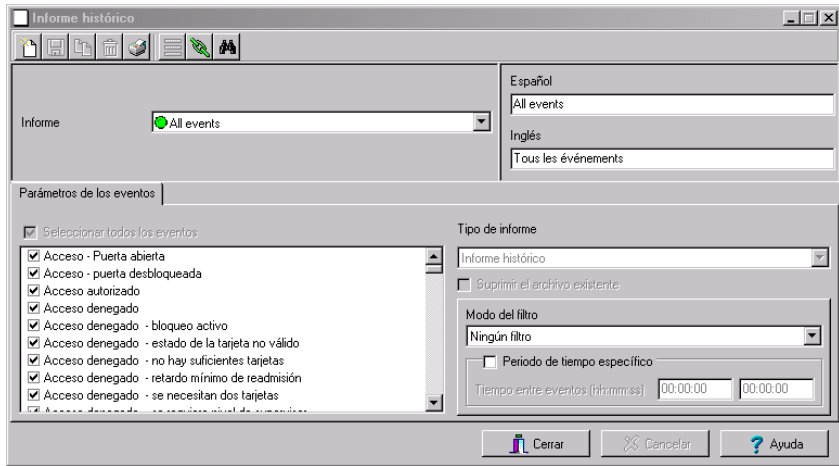 Informe histórico
Español
All events
Informe
All events
Inglés
Tous les événements
Parámetros de los eventos
Seleccionar todos los eventos
Acceso - Puerta abierta
Acceso - puerta desbloqueada
Acceso autorizado
Acceso denegado
Acceso denegado - bloqueo activo
Acceso denegado - estado de la tarjeta no válido
Acceso denegado - no hay suficientes tarjetas
Acceso denegado - retardo mínimo de readmisión
Acceso denegado - se necesitan dos tarjetas
Tipo de informe
Informe histórico
Suprimir el archivo existente
Modo del filtro
Ningún filtro
Periodo de tiempo específico
Tiempo entre eventos (hh:mm:ss) 00:00:00 00:00:00
Cerrar
Cancelar
Ayuda